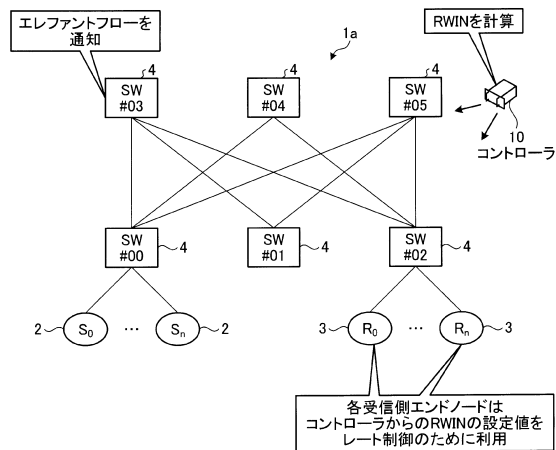 エレファントフローを
通知
1a
RWINを計算
4
SW
#03
4
SW
#04
4
SW
#05
10
コントローラ
SW
#00
4
SW
#01
4
SW
#02
4
2
S0
…
Sn
2
3
R0
…
Rn
3
各受信側エンドノードは
コントローラからのRWINの設定値を
レート制御のために利用